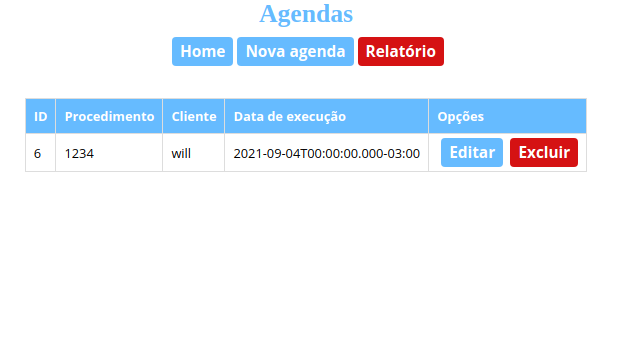 Agendas
Home Nova agenda Relatório
ID Procedimento Cliente Data de execução Opções
6 1234 will 2021-09-04T00:00:00.000-03:00 Editar Excluir